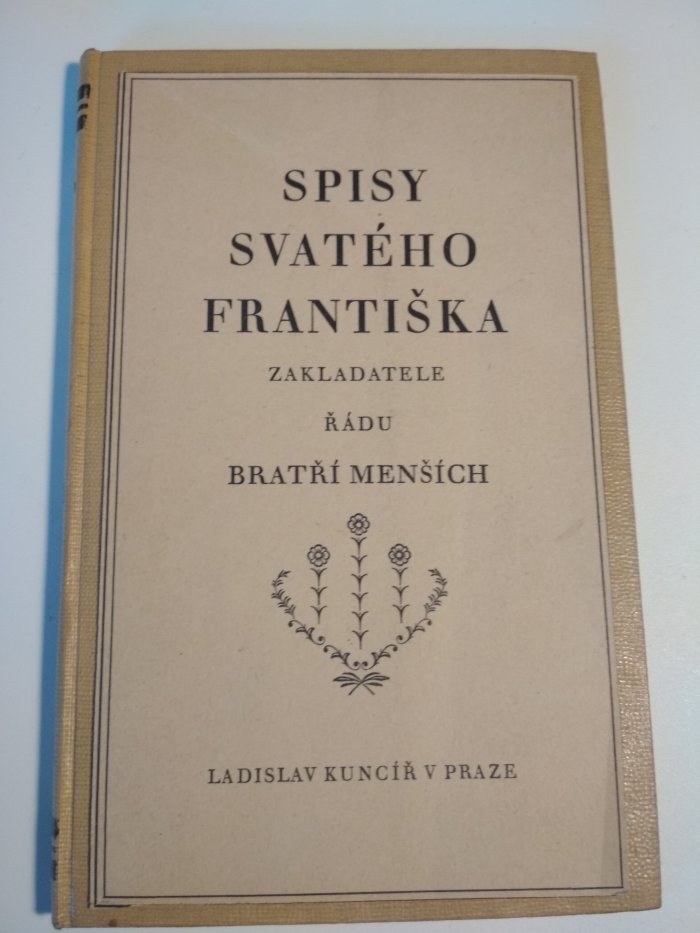 SPISY
SVATÉHO
FRANTIŠKA
ZAKLADATELE
ŘÁDU
BRATŘÍ MENŠÍCH
LADISLAV KUNCÍŘ V PRAZE